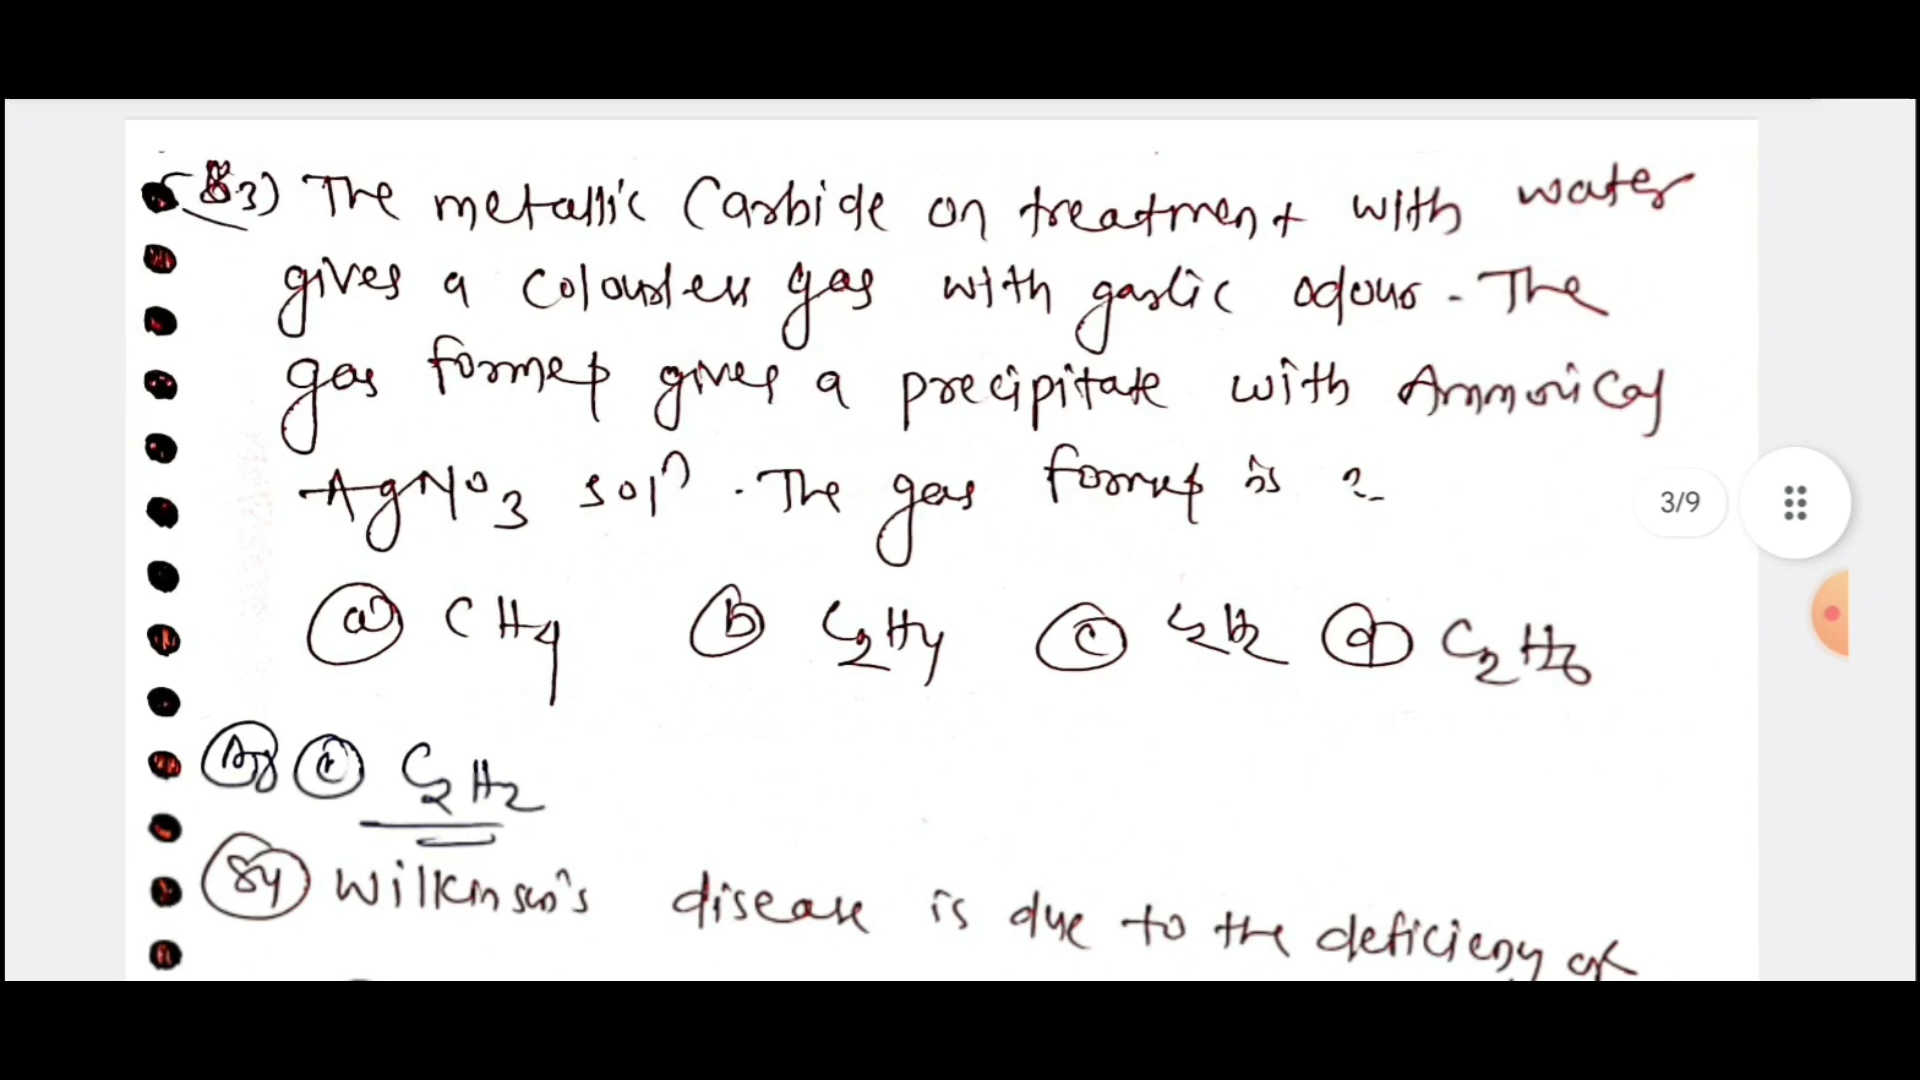 83) The metallic Carbide on treatment with water
gives a colourless gas with garlic odour. The
gas formed gives a precipitate with Ammonical
AgNO3 solⁿ. The gas formed is ?
(a) CH4 (b) C2H4 (c) C2H2 (d) C2H6
3/9
Ans (c) C2H2
84) Wilkinson's disease is due to the deficieny of